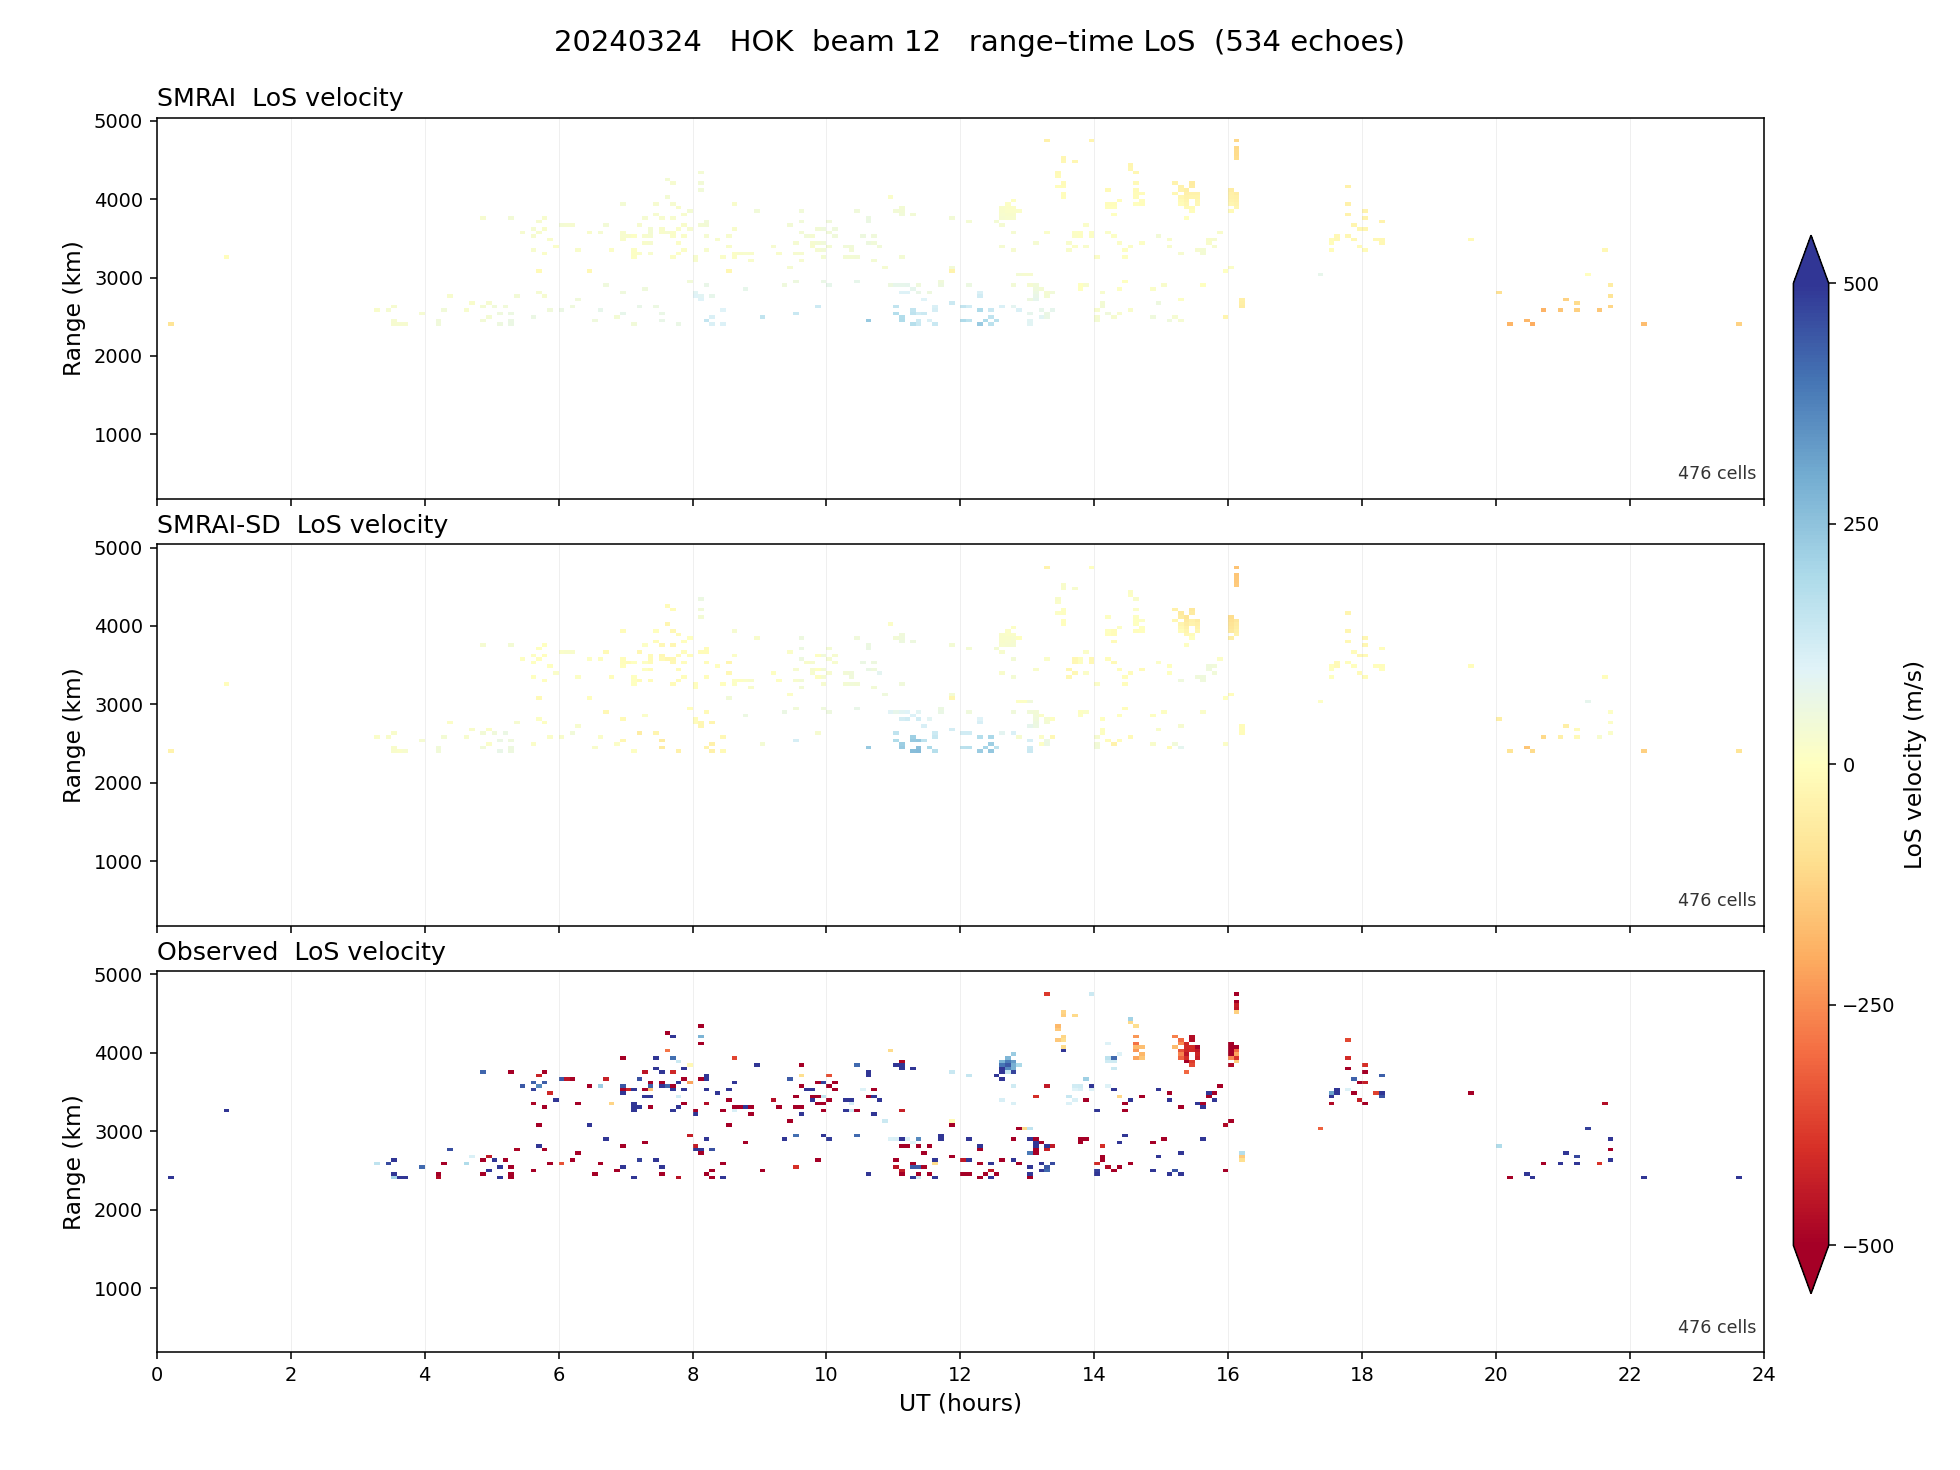 20240324   HOK  beam 12   range–time LoS  (534 echoes)
SMRAI  LoS velocity
5000
4000
3000
2000
1000
Range (km)
476 cells
SMRAI-SD  LoS velocity
5000
4000
3000
2000
1000
Range (km)
476 cells
Observed  LoS velocity
5000
4000
3000
2000
1000
Range (km)
476 cells
0 2 4 6 8 10 12 14 16 18 20 22 24
UT (hours)
500
250
0
−250
−500
LoS velocity (m/s)